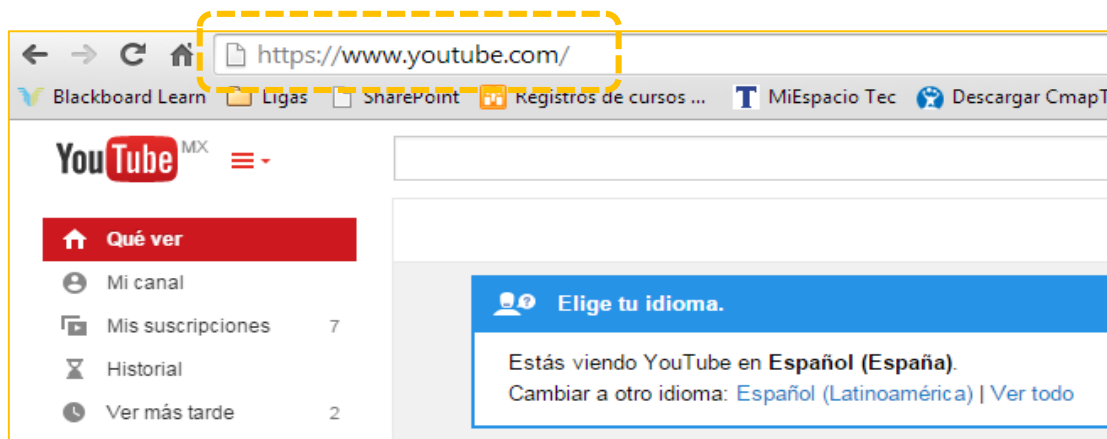 https://www.youtube.com/
Blackboard Learn Ligas SharePoint Registros de cursos ... MiEspacio Tec Descargar CmapT
YouTube MX
Qué ver
Mi canal
Mis suscripciones 7
Historial
Ver más tarde 2
Elige tu idioma.
Estás viendo YouTube en Español (España).
Cambiar a otro idioma: Español (Latinoamérica) | Ver todo